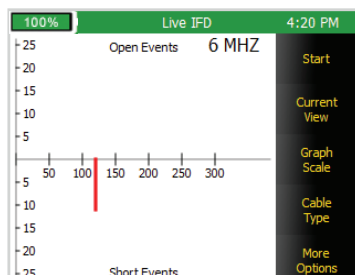 100% Live IFD 4:20 PM
25 Open Events 6 MHZ
20
15
10
5
50 100 150 200 250 300
5
10
15
20
25 Short Events
Start
Current
View
Graph
Scale
Cable
Type
More
Options